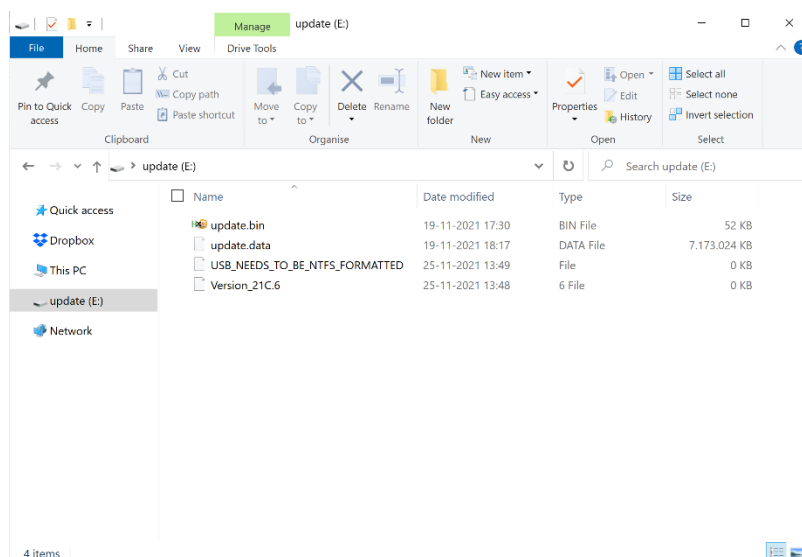 Manage update (E:)
File Home Share View Drive Tools
Pin to Quick access
Copy
Paste
Cut
Copy path
Paste shortcut
Clipboard
Move to
Copy to
Delete
Rename
Organise
New folder
New item
Easy access
New
Properties
Open
Edit
History
Open
Select all
Select none
Invert selection
Select
update (E:) Search update (E:)
Quick access
Dropbox
This PC
update (E:)
Network
Name Date modified Type Size
update.bin 19-11-2021 17:30 BIN File 52 KB
update.data 19-11-2021 18:17 DATA File 7.173.024 KB
USB_NEEDS_TO_BE_NTFS_FORMATTED 25-11-2021 13:49 File 0 KB
Version_21C.6 25-11-2021 13:48 6 File 0 KB
4 items